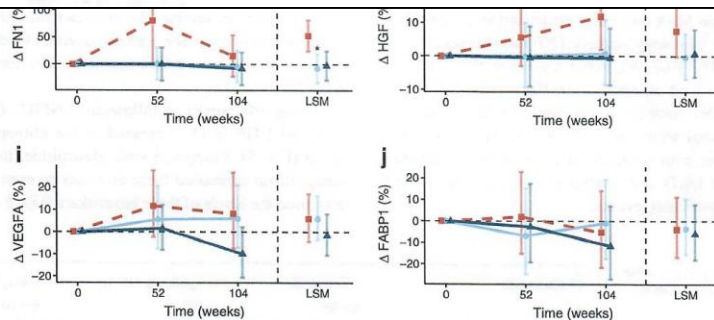 Δ FN1 (%)
100
50
0
*
0 52 104 LSM
Time (weeks)
Δ HGF (%)
10
0
−10
0 52 104 LSM
Time (weeks)
i
Δ VEGFA (%)
20
10
0
−10
−20
0 52 104 LSM
Time (weeks)
Δ FABP1 (%)
20
10
0
−10
−20
0 52 104 LSM
Time (weeks)